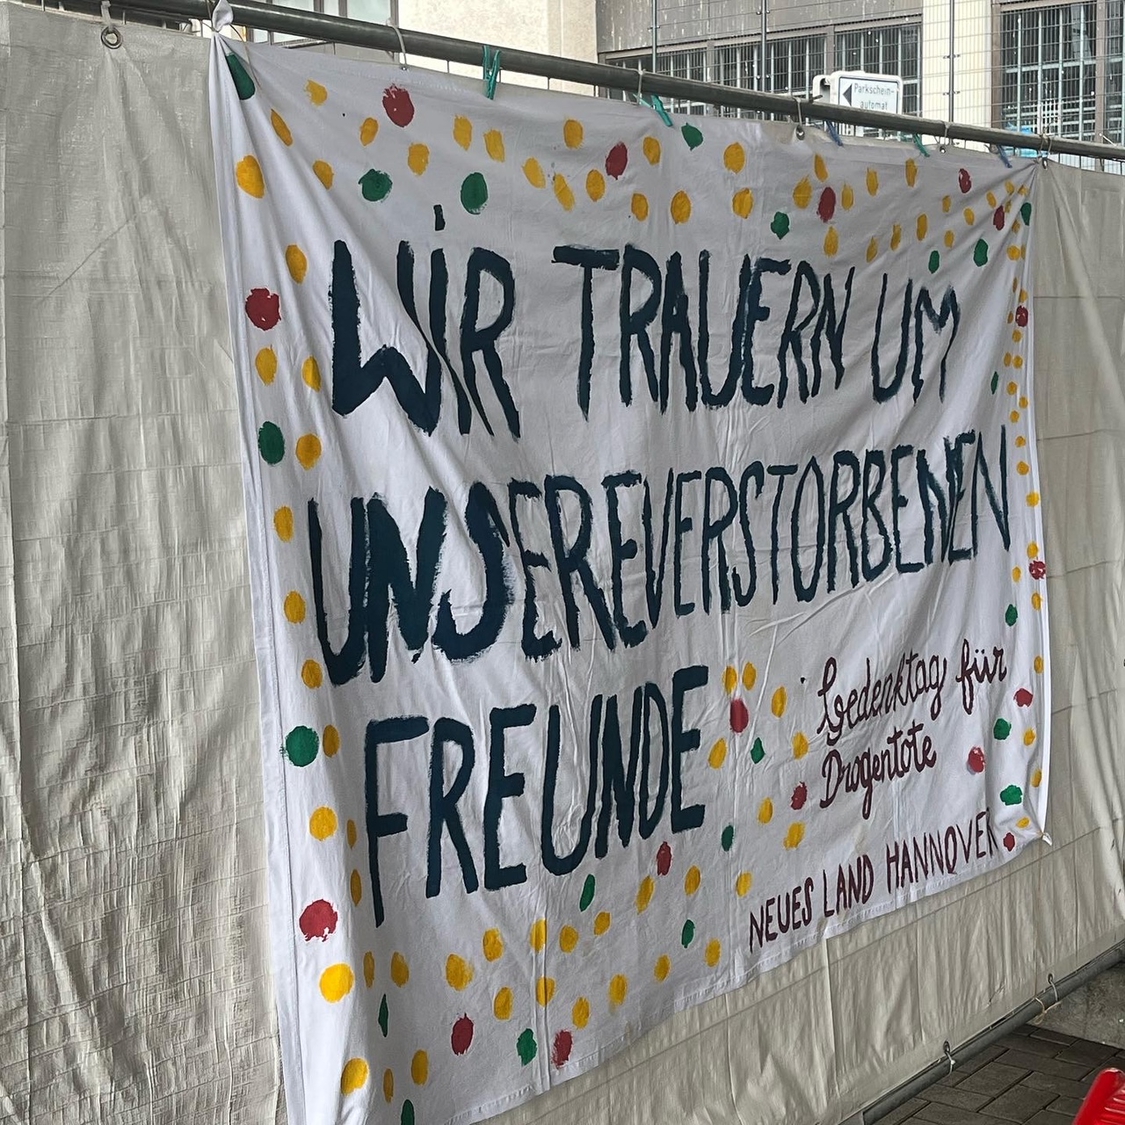 Parkschein-
automat
WiR TRAUERN UM
UNSERE VERSTORBENEN
FREUNDE
Gedenktag für
Drogentote
NEUES LAND HANNOVER